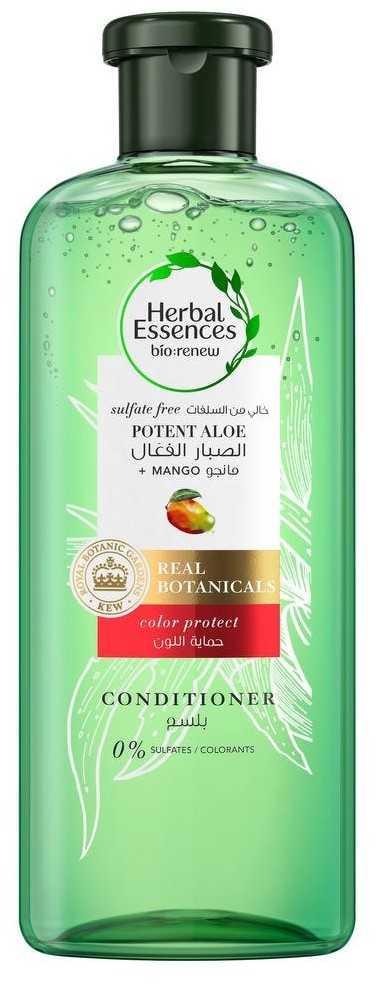 Herbal
Essences
bio:renew
sulfate free خالي من السلفات
POTENT ALOE
الصبار الفعّال
+ MANGO مانجو
ROYAL BOTANIC GARDENS
KEW
REAL
BOTANICALS
color protect
حماية اللون
CONDITIONER
بلسم
0% SULFATES / COLORANTS